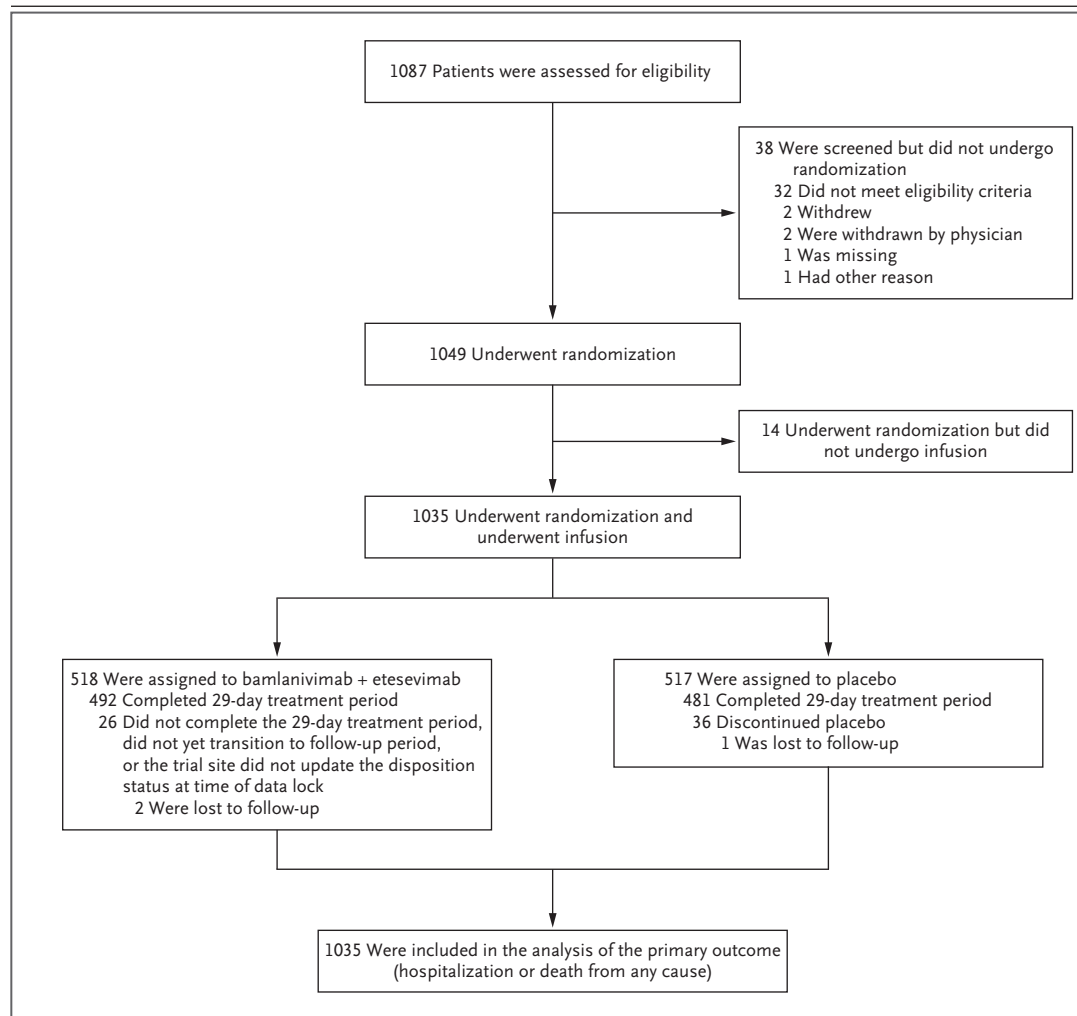 1087 Patients were assessed for eligibility
38 Were screened but did not undergo
randomization
32 Did not meet eligibility criteria
2 Withdrew
2 Were withdrawn by physician
1 Was missing
1 Had other reason
1049 Underwent randomization
14 Underwent randomization but did
not undergo infusion
1035 Underwent randomization and
underwent infusion
518 Were assigned to bamlanivimab + etesevimab
492 Completed 29-day treatment period
26 Did not complete the 29-day treatment period,
did not yet transition to follow-up period,
or the trial site did not update the disposition
status at time of data lock
2 Were lost to follow-up
517 Were assigned to placebo
481 Completed 29-day treatment period
36 Discontinued placebo
1 Was lost to follow-up
1035 Were included in the analysis of the primary outcome
(hospitalization or death from any cause)